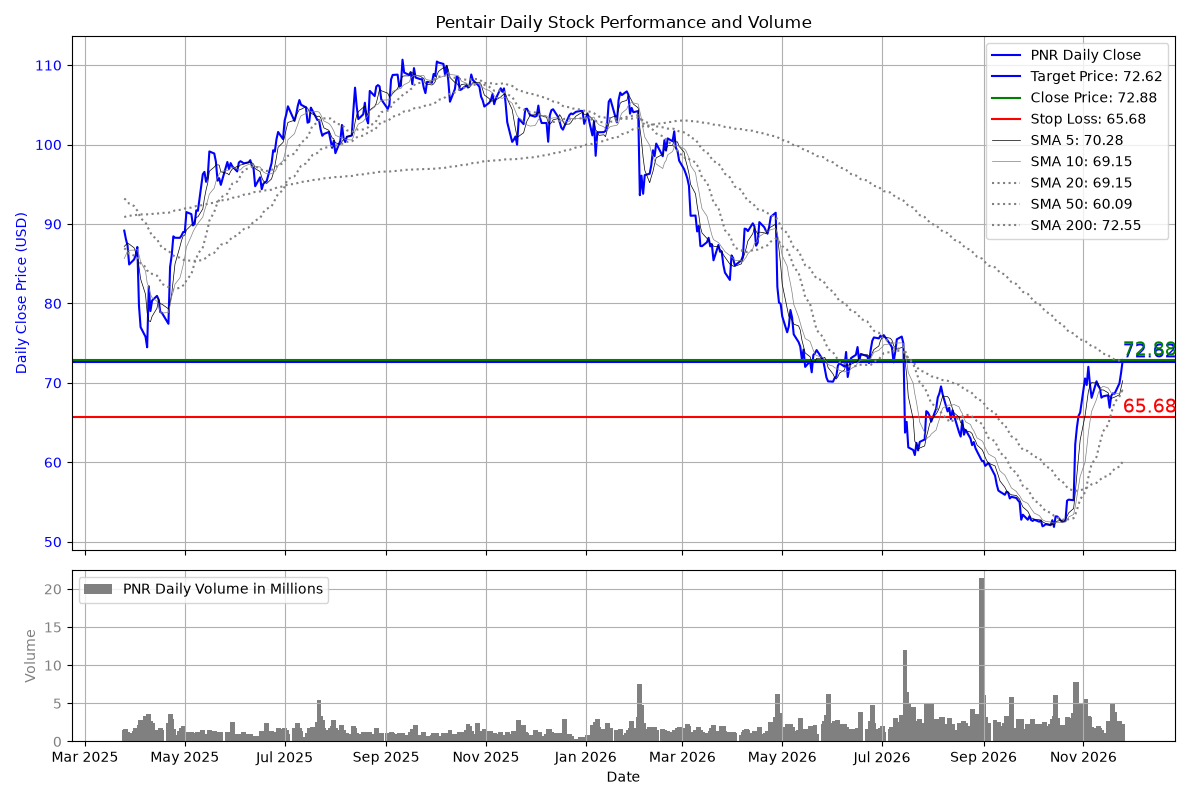 Pentair Daily Stock Performance and Volume
Daily Close Price (USD)
110
100
90
80
70
60
50
PNR Daily Close
Target Price: 72.62
Close Price: 72.88
Stop Loss: 65.68
SMA 5: 70.28
SMA 10: 69.15
SMA 20: 69.15
SMA 50: 60.09
SMA 200: 72.55
72.88
72.62
65.68
PNR Daily Volume in Millions
Volume
20
15
10
5
0
Mar 2025 May 2025 Jul 2025 Sep 2025 Nov 2025 Jan 2026 Mar 2026 May 2026 Jul 2026 Sep 2026 Nov 2026
Date